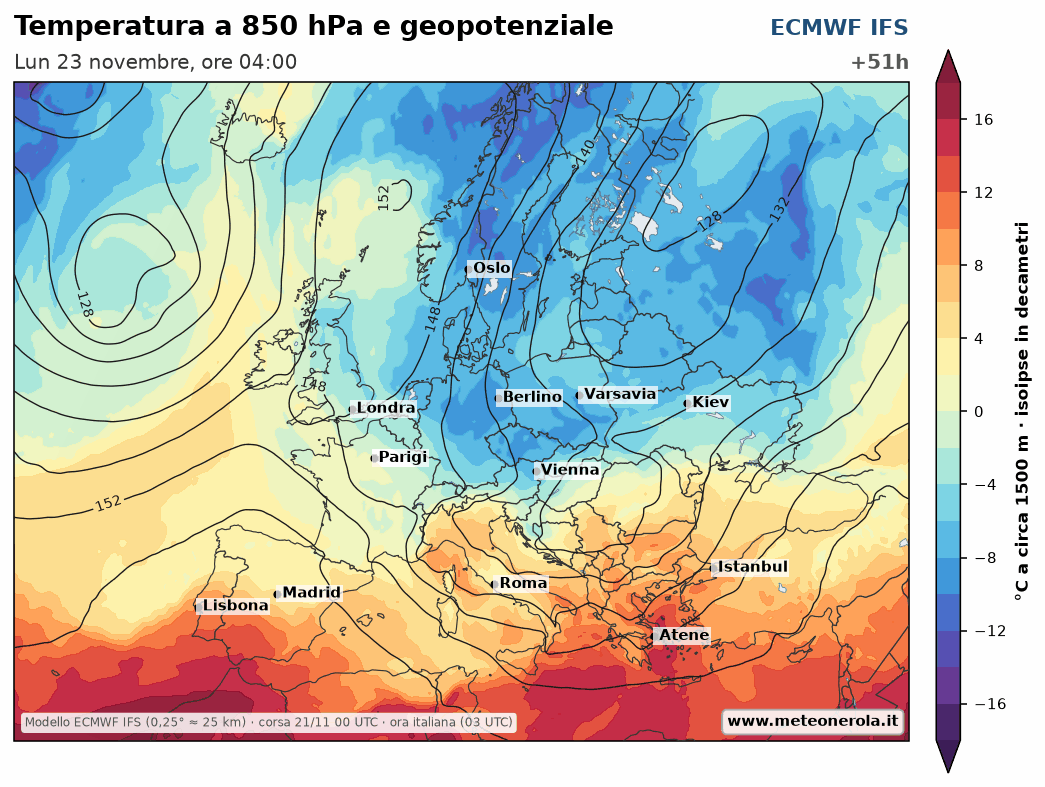 Temperatura a 850 hPa e geopotenziale
ECMWF IFS
Lun 23 novembre, ore 04:00
+51h
152
140
132
128
Oslo
128
148
148
Londra
Berlino
Varsavia
Kiev
Parigi
Vienna
152
Madrid
Lisbona
Roma
Istanbul
Atene
Modello ECMWF IFS (0,25° ≈ 25 km) · corsa 21/11 00 UTC · ora italiana (03 UTC)
www.meteonerola.it
16
12
8
4
0
−4
−8
−12
−16
°C a circa 1500 m · isoipse in decametri